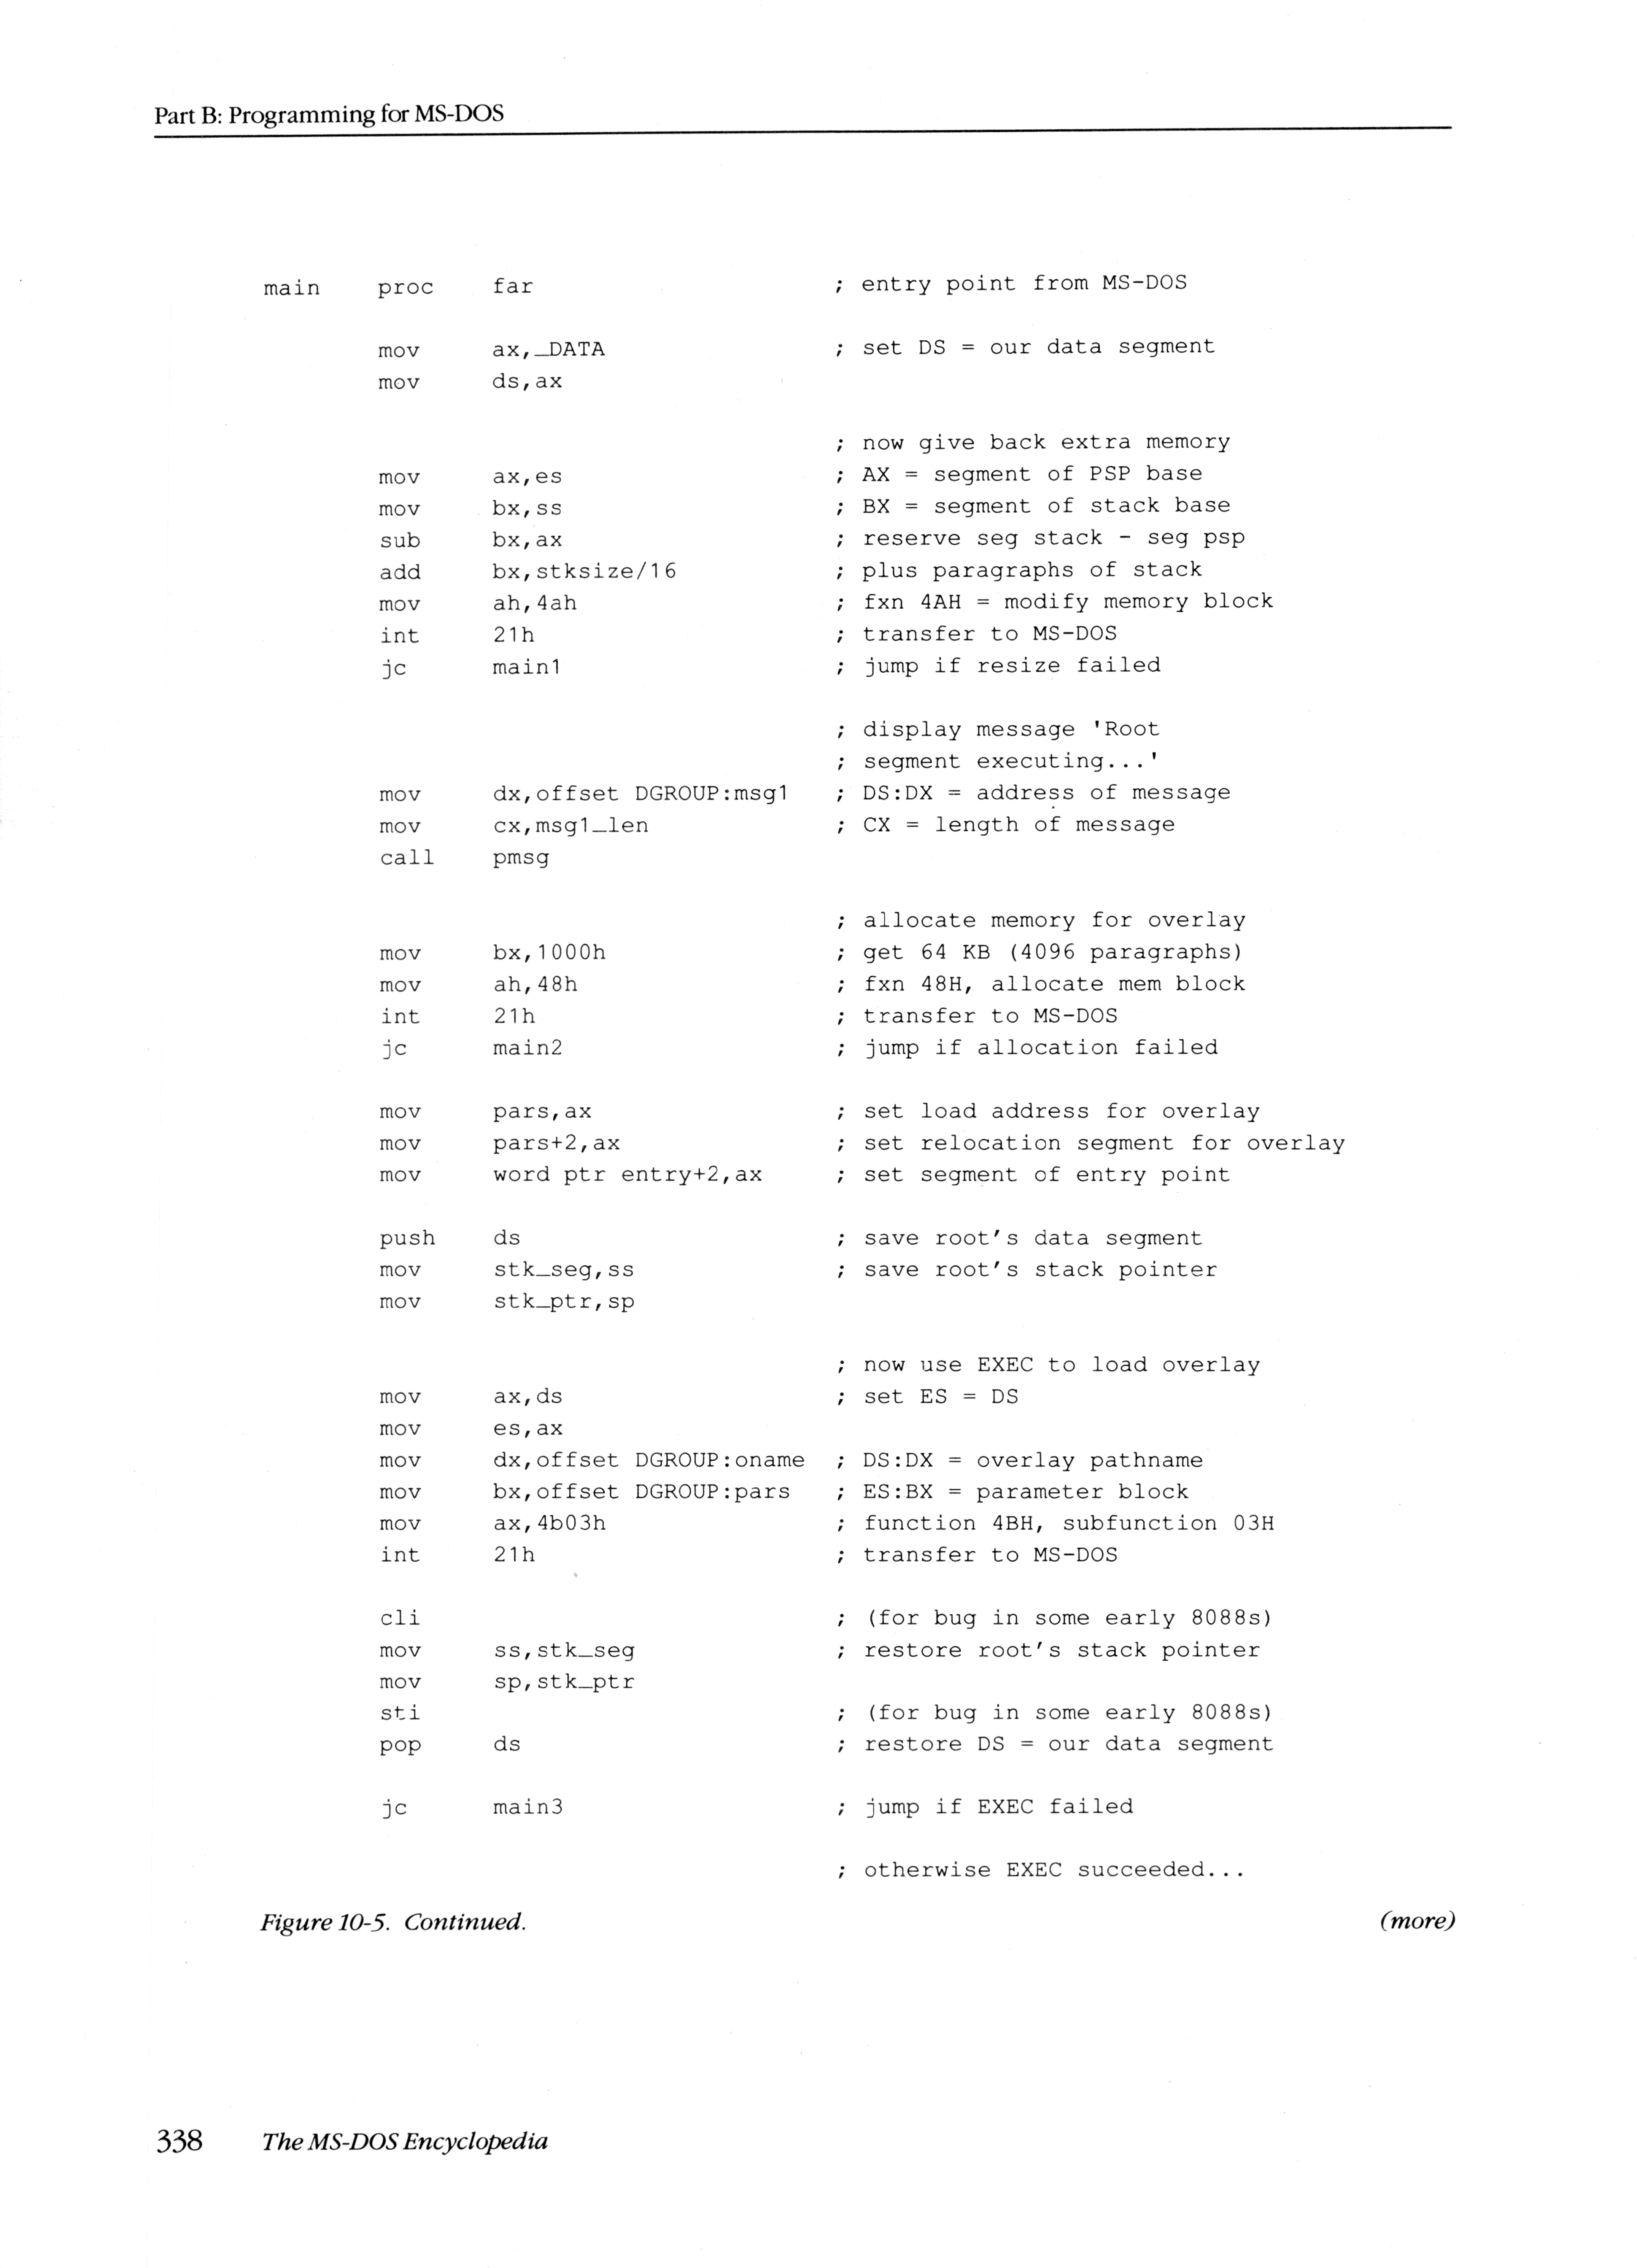 Part B: Programming for MS-DOS
main proc far ; entry point from MS-DOS
mov ax,_DATA ; set DS = our data segment
mov ds,ax
; now give back extra memory
mov ax,es ; AX = segment of PSP base
mov bx,ss ; BX = segment of stack base
sub bx,ax ; reserve seg stack - seg psp
add bx,stksize/16 ; plus paragraphs of stack
mov ah,4ah ; fxn 4AH = modify memory block
int 21h ; transfer to MS-DOS
jc main1 ; jump if resize failed
; display message 'Root
; segment executing...'
mov dx,offset DGROUP:msg1 ; DS:DX = address of message
mov cx,msg1_len ; CX = length of message
call pmsg
; allocate memory for overlay
mov bx,1000h ; get 64 KB (4096 paragraphs)
mov ah,48h ; fxn 48H, allocate mem block
int 21h ; transfer to MS-DOS
jc main2 ; jump if allocation failed
mov pars,ax ; set load address for overlay
mov pars+2,ax ; set relocation segment for overlay
mov word ptr entry+2,ax ; set segment of entry point
push ds ; save root's data segment
mov stk_seg,ss ; save root's stack pointer
mov stk_ptr,sp
; now use EXEC to load overlay
mov ax,ds ; set ES = DS
mov es,ax
mov dx,offset DGROUP:oname ; DS:DX = overlay pathname
mov bx,offset DGROUP:pars ; ES:BX = parameter block
mov ax,4b03h ; function 4BH, subfunction 03H
int 21h ; transfer to MS-DOS
cli ; (for bug in some early 8088s)
mov ss,stk_seg ; restore root's stack pointer
mov sp,stk_ptr
sti ; (for bug in some early 8088s)
pop ds ; restore DS = our data segment
jc main3 ; jump if EXEC failed
; otherwise EXEC succeeded...
Figure 10-5. Continued. (more)
338 The MS-DOS Encyclopedia